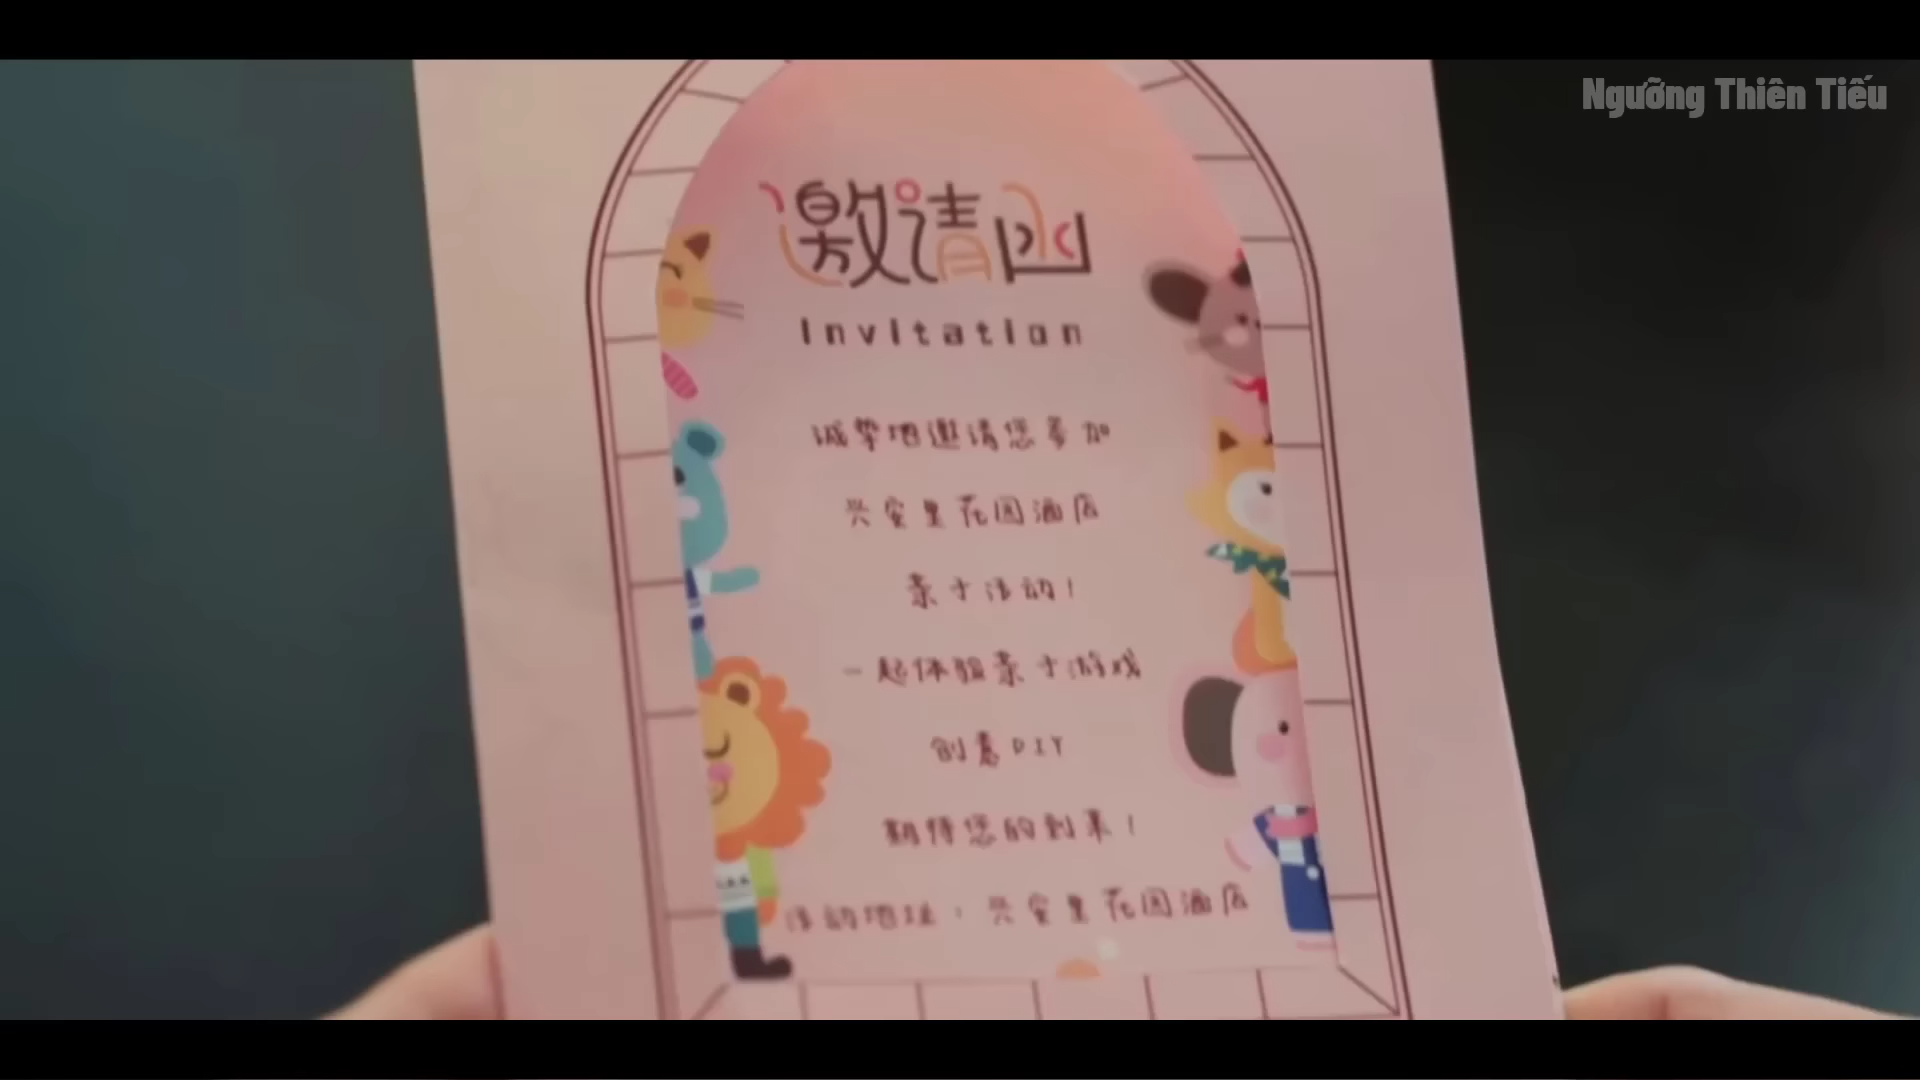 Ngưỡng Thiên Tiếu
邀请函
Invitation
诚挚地邀请您参加
兴安里花园酒店
亲子活动！
一起体验亲子游戏
创意DIY
期待您的到来！
活动地址：兴安里花园酒店